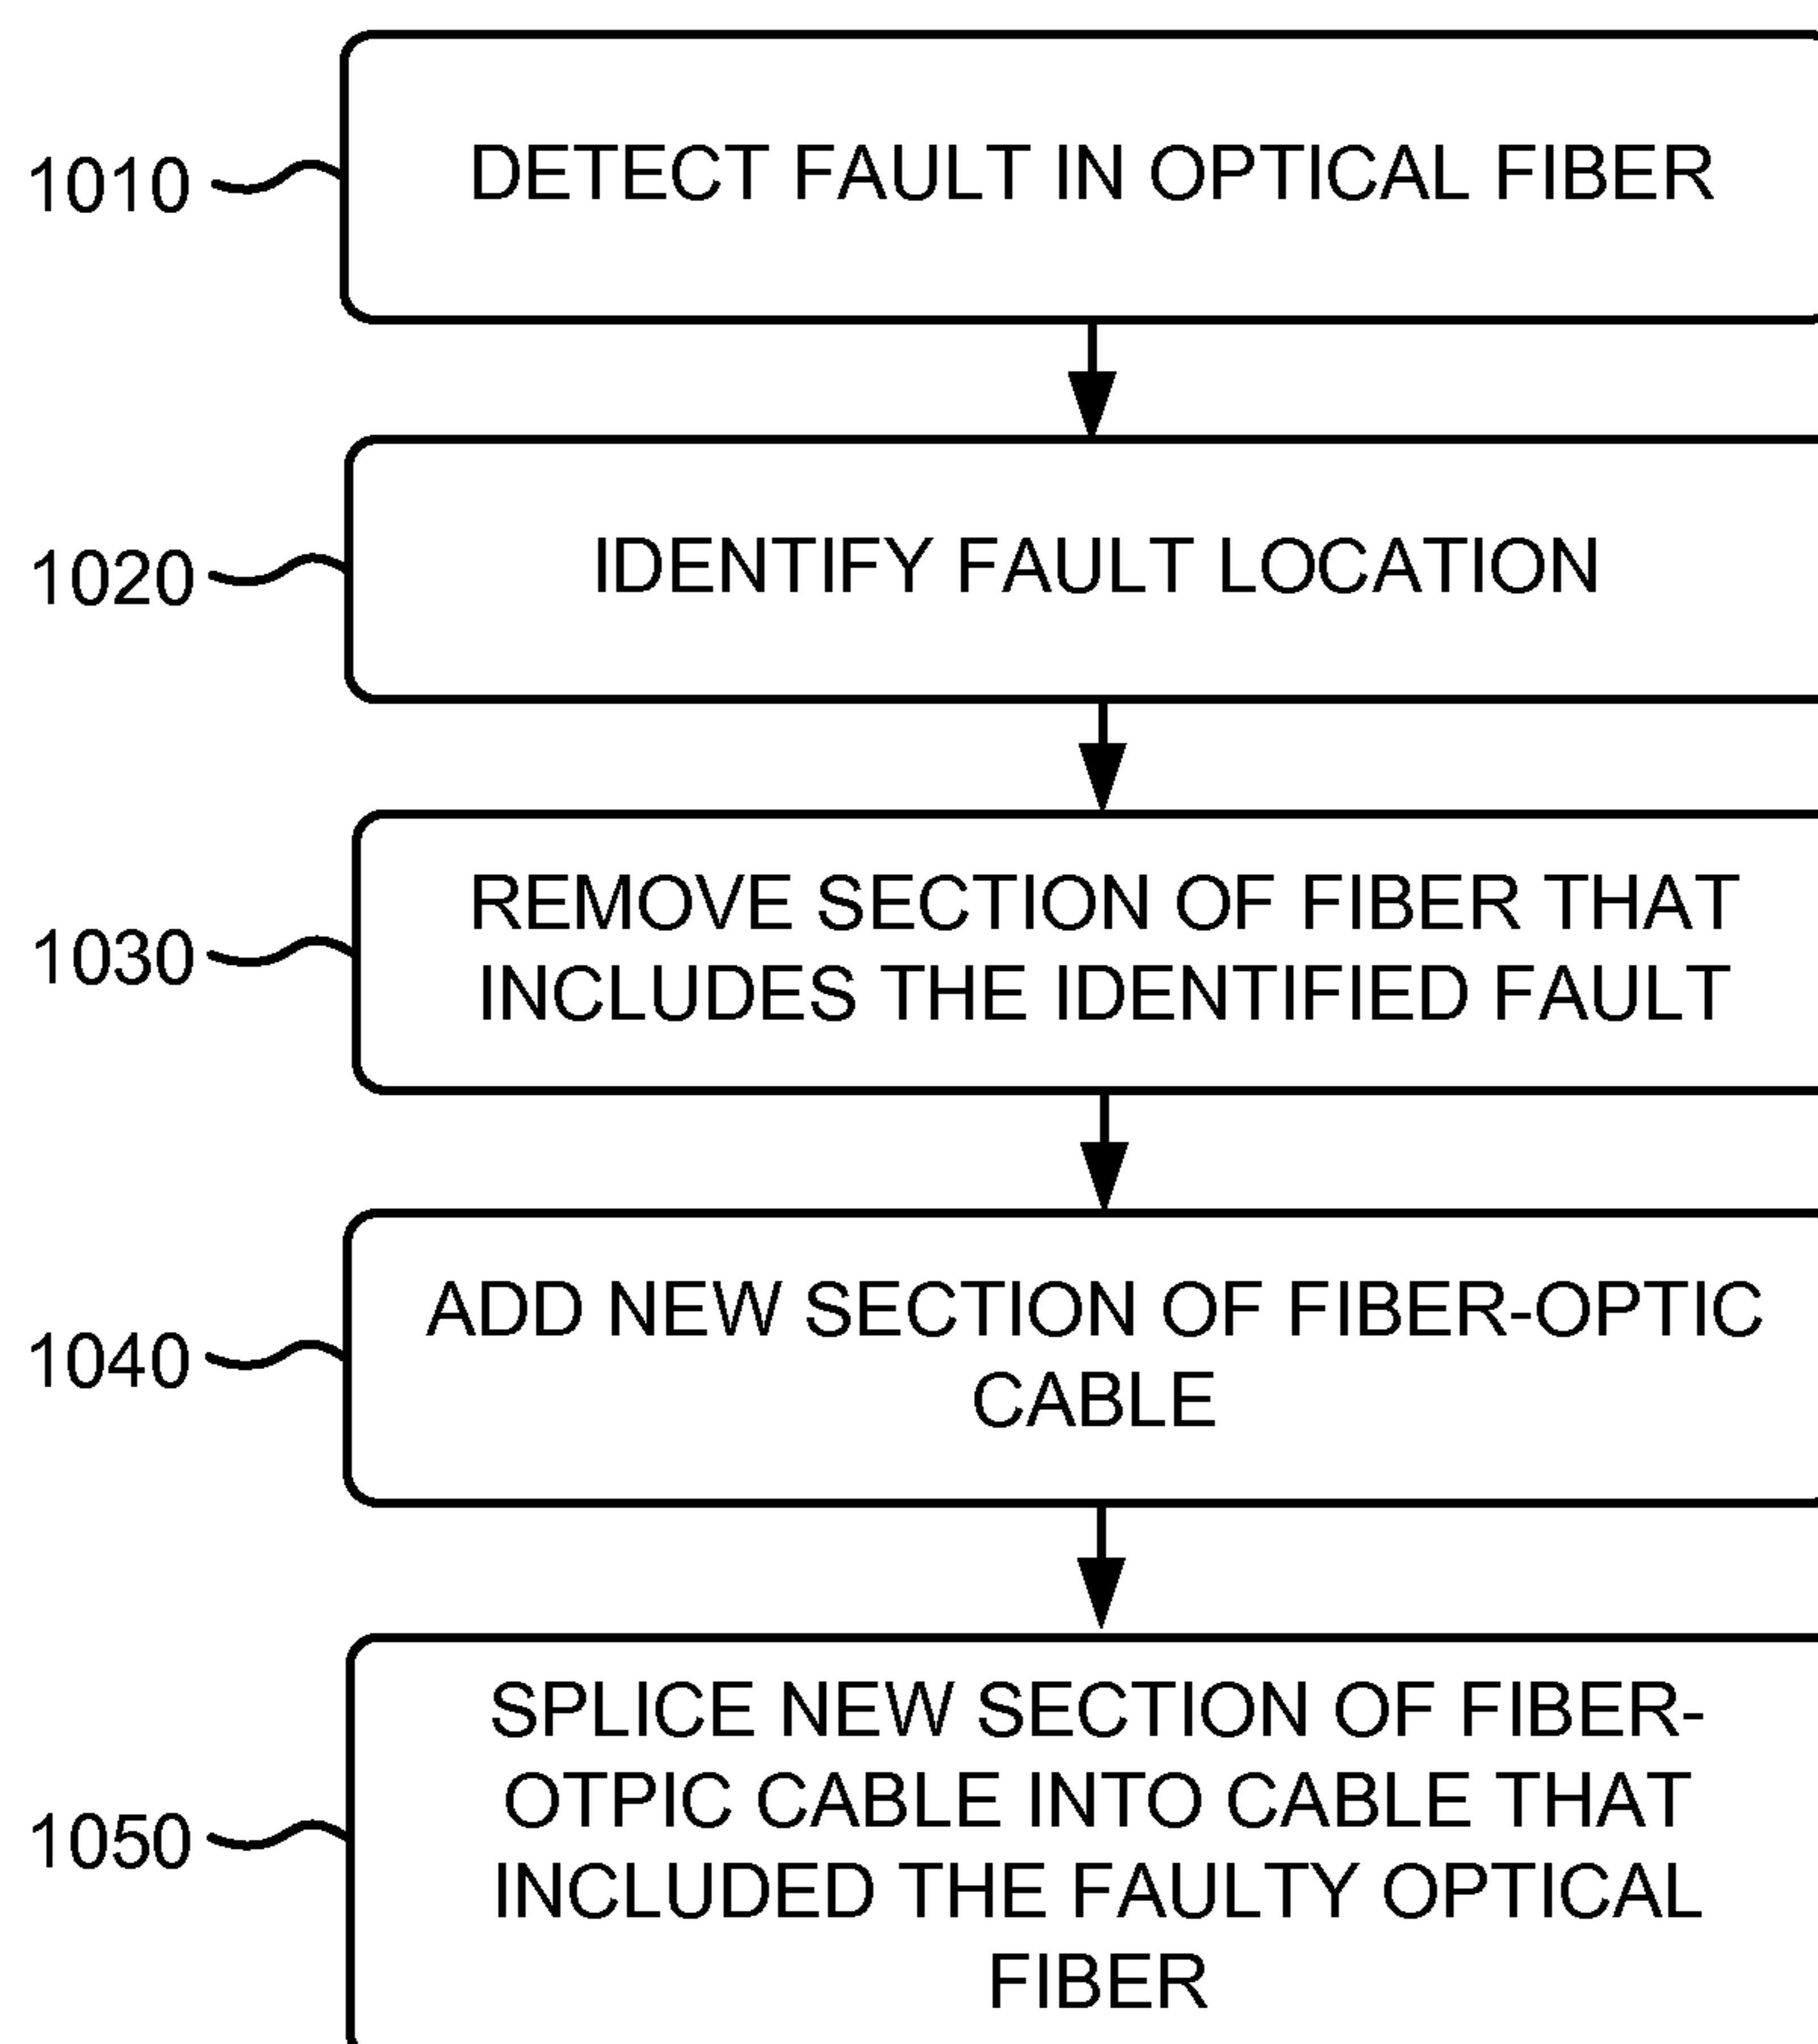 1010
DETECT FAULT IN OPTICAL FIBER
1020
IDENTIFY FAULT LOCATION
1030
REMOVE SECTION OF FIBER THAT
INCLUDES THE IDENTIFIED FAULT
1040
ADD NEW SECTION OF FIBER-OPTIC
CABLE
1050
SPLICE NEW SECTION OF FIBER-
OTPIC CABLE INTO CABLE THAT
INCLUDED THE FAULTY OPTICAL
FIBER